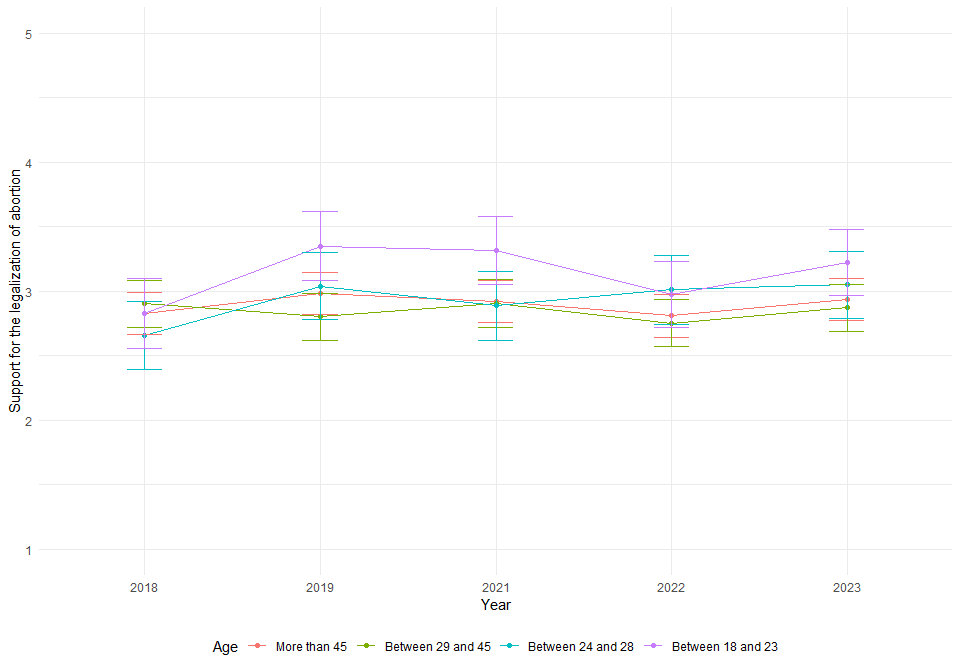 Support for the legalization of abortion
5
4
3
2
1
2018 2019 2021 2022 2023
Year
Age More than 45 Between 29 and 45 Between 24 and 28 Between 18 and 23